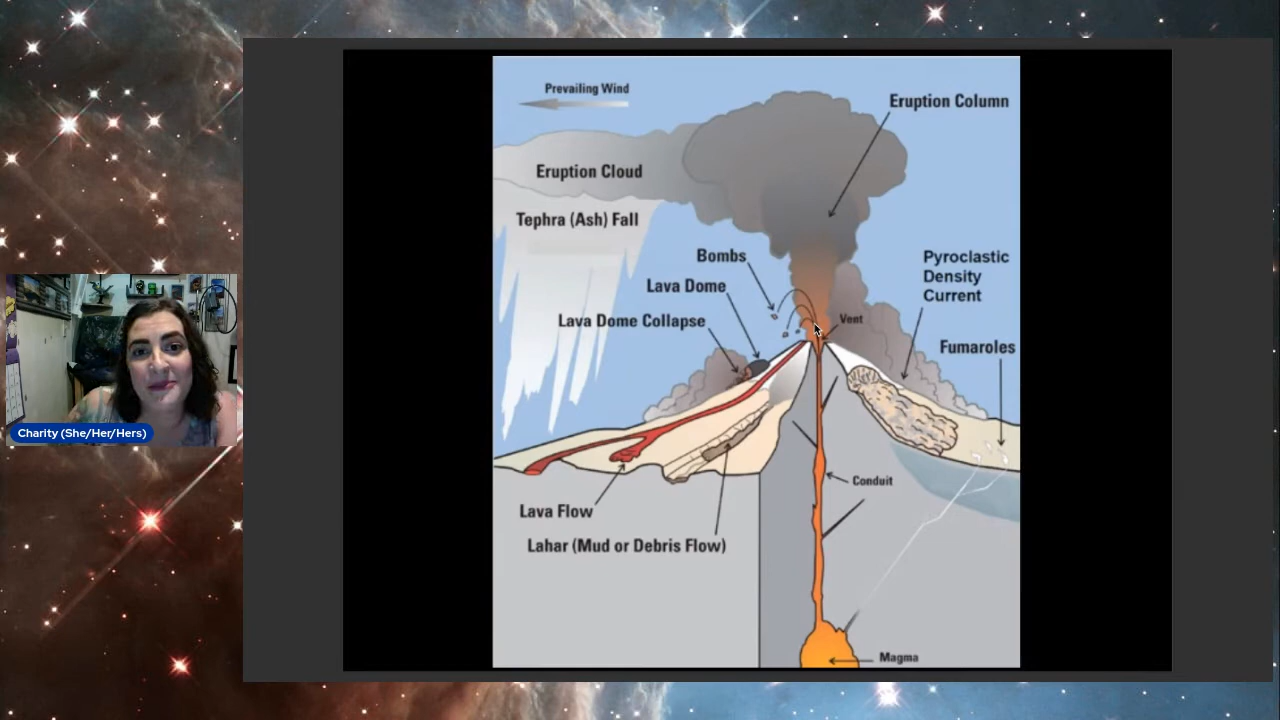 Prevailing Wind
Eruption Column
Eruption Cloud
Tephra (Ash) Fall
Bombs
Pyroclastic
Density
Current
Lava Dome
Lava Dome Collapse
Vent
Fumaroles
Charity (She/Her/Hers)
Conduit
Lava Flow
Lahar (Mud or Debris Flow)
Magma